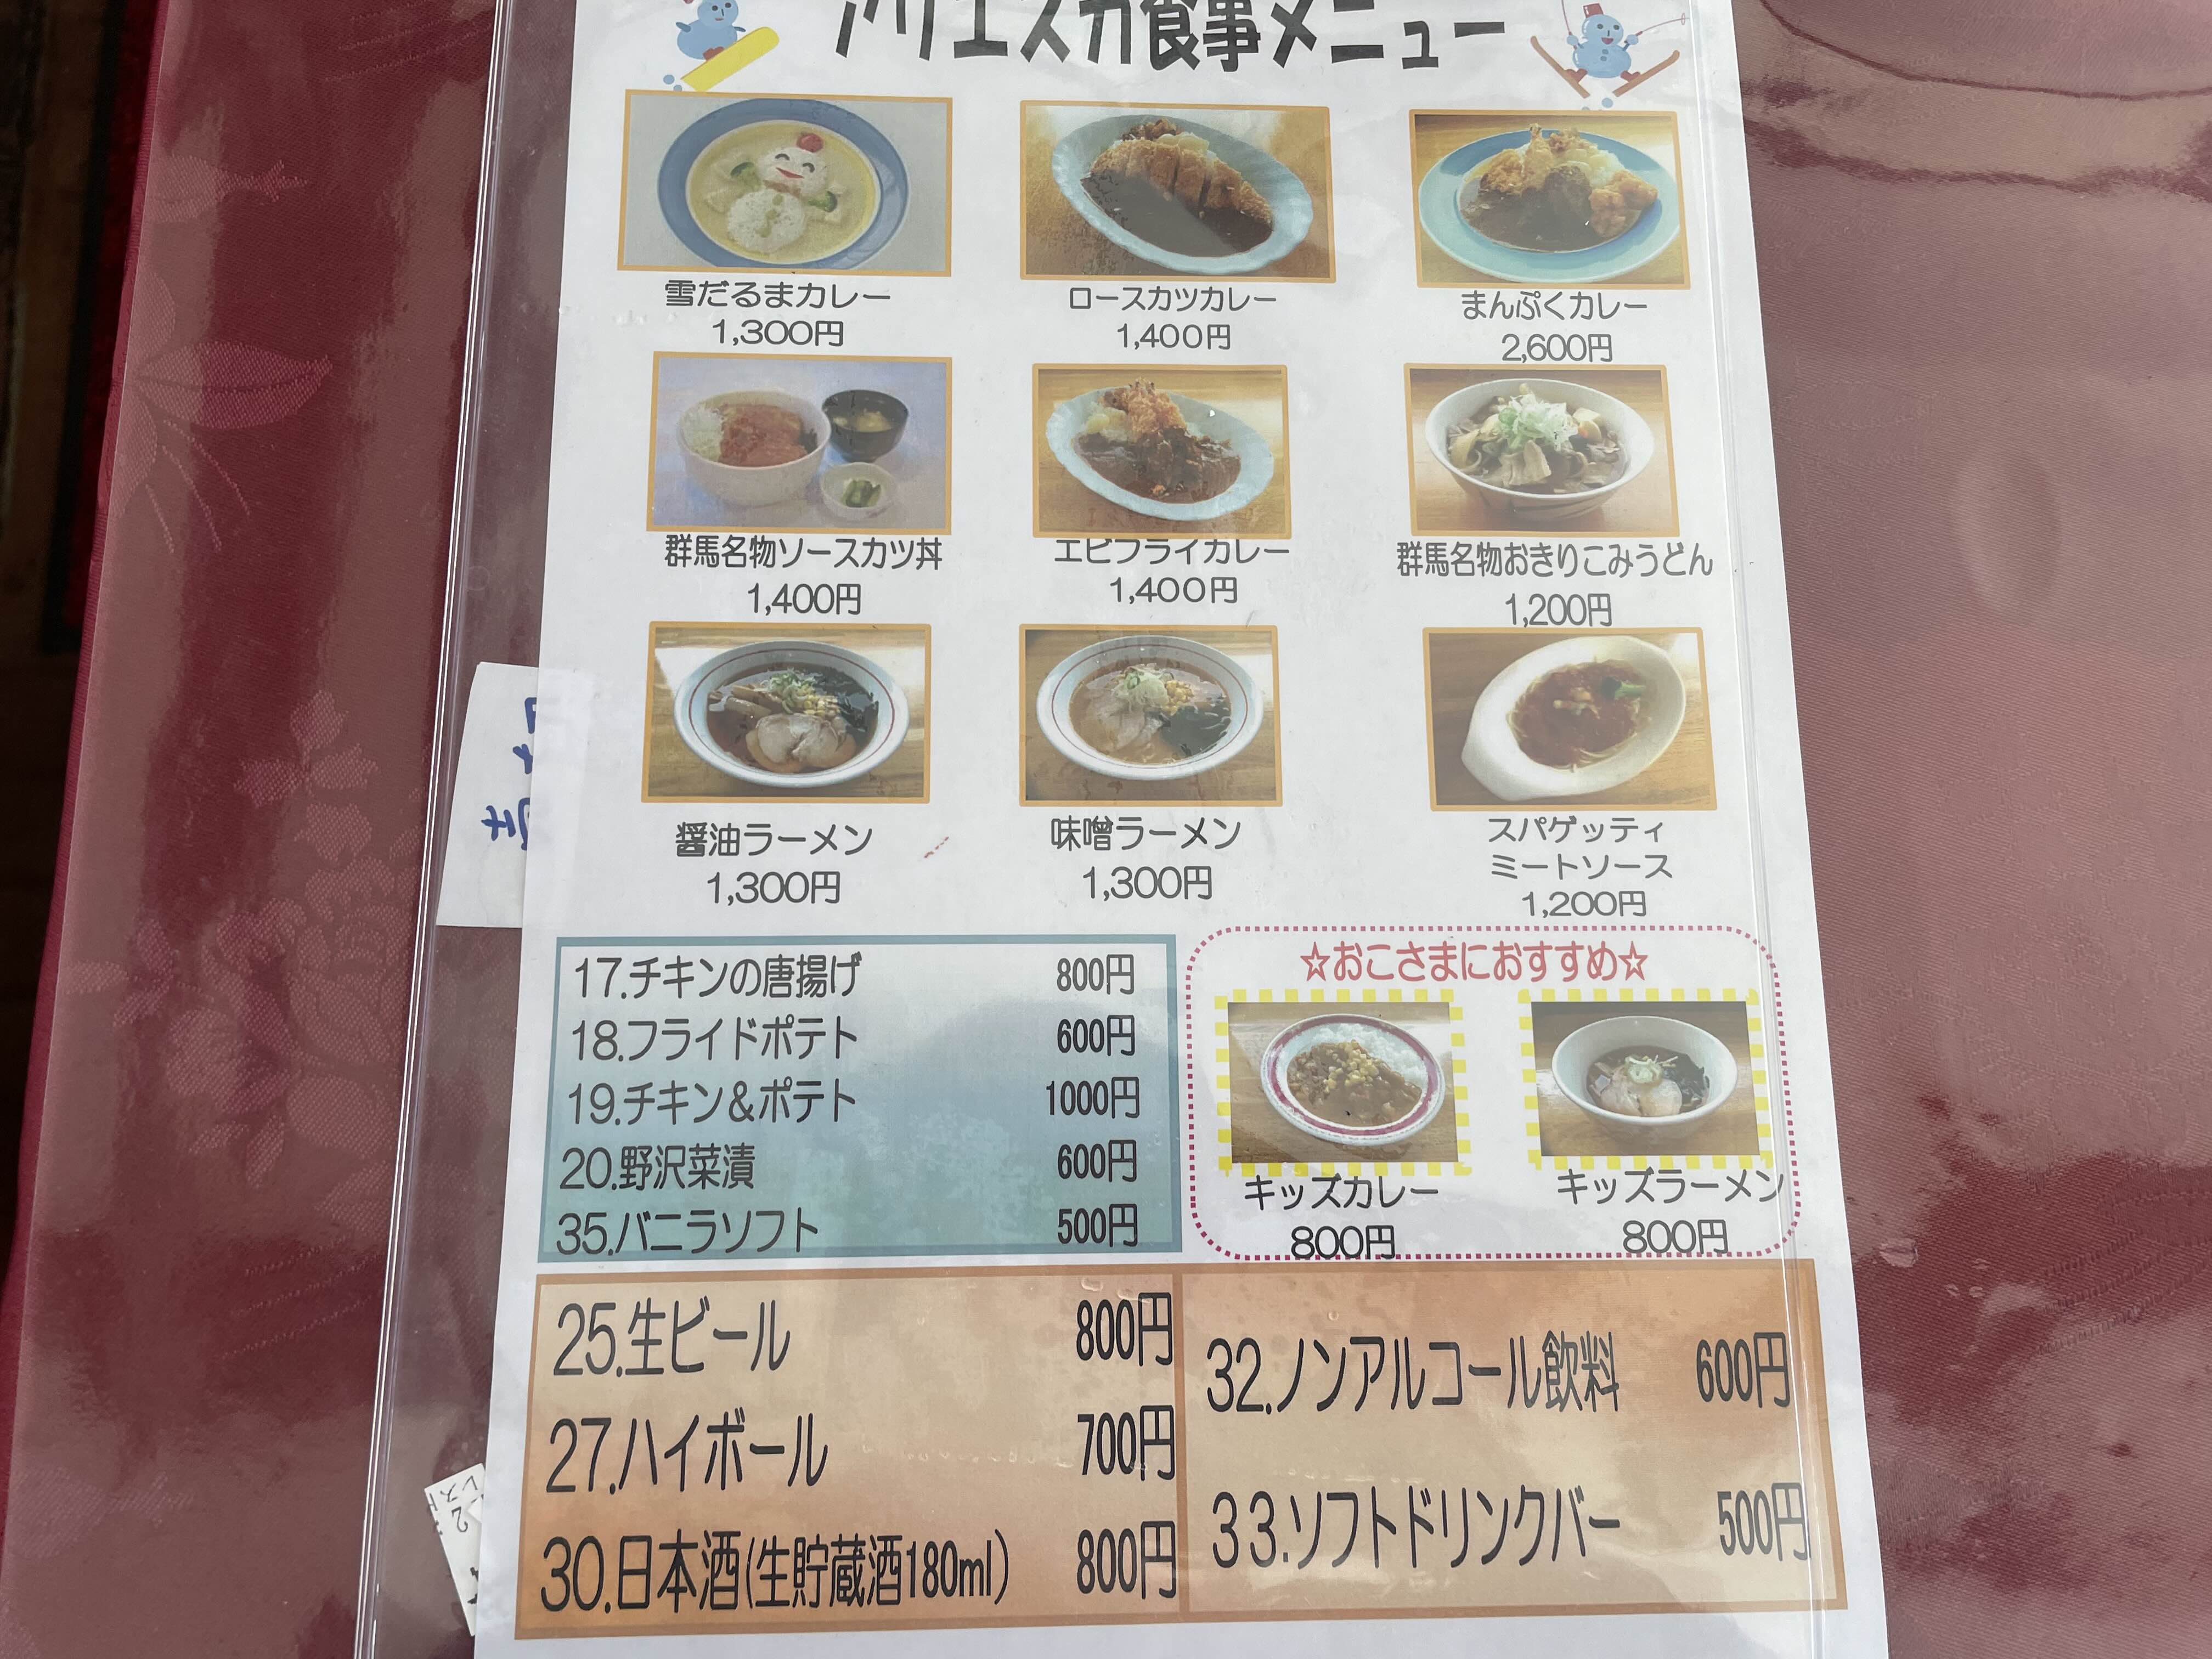 アリエスカ食事メニュー
雪だるまカレー
1,300円
ロースカツカレー
1,400円
まんぷくカレー
2,600円
群馬名物ソースカツ丼
1,400円
エビフライカレー
1,400円
群馬名物おきりこみうどん
1,200円
醤油ラーメン
1,300円
味噌ラーメン
1,300円
スパゲッティ
ミートソース
1,200円
17.チキンの唐揚げ 800円
18.フライドポテト 600円
19.チキン&ポテト 1000円
20.野沢菜漬 600円
35.バニラソフト 500円
☆おこさまにおすすめ☆
キッズカレー
800円
キッズラーメン
800円
25.生ビール 800円
27.ハイボール 700円
30.日本酒(生貯蔵酒180ml) 800円
32.ノンアルコール飲料 600円
33.ソフトドリンクバー 500円